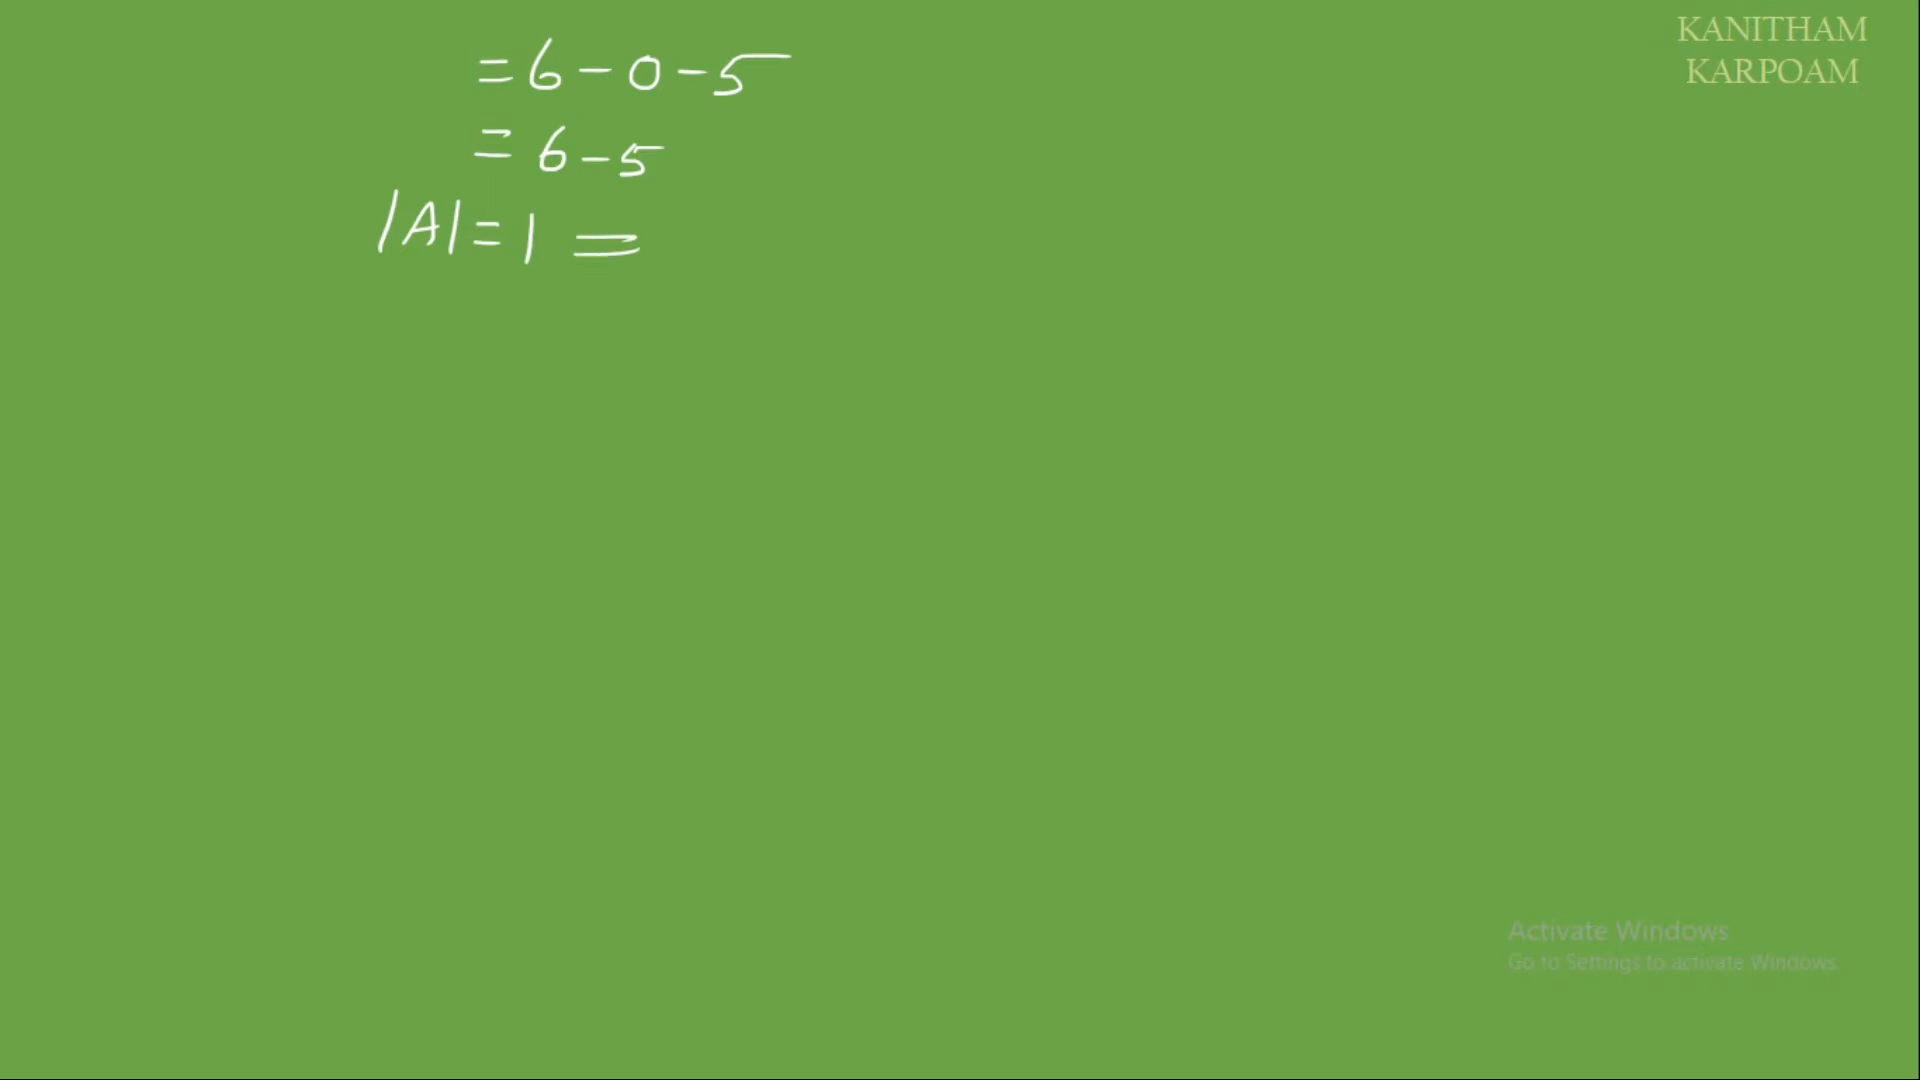 KANITHAM
KARPOAM
= 6 - 0 - 5
= 6 - 5
|A| = 1 =
Activate Windows
Go to Settings to activate Windows.